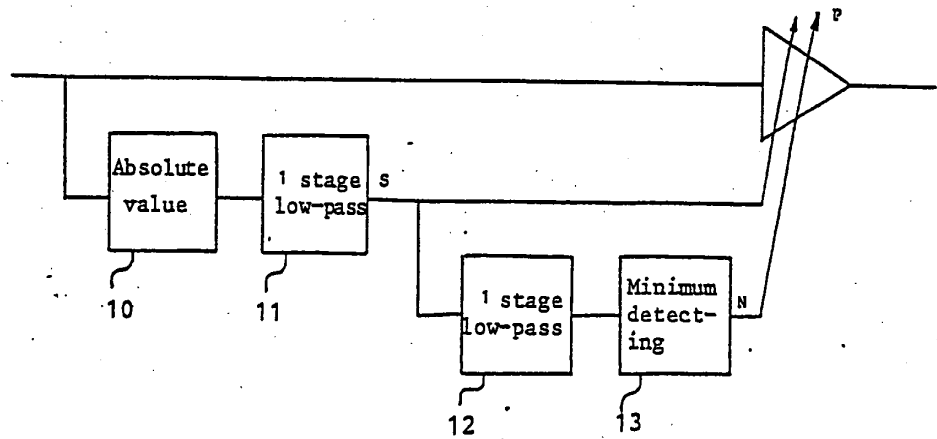 P
Absolute
value
1 stage
low-pass
S
10
11
1 stage
low-pass
Minimum
detect-
ing
N
12
13